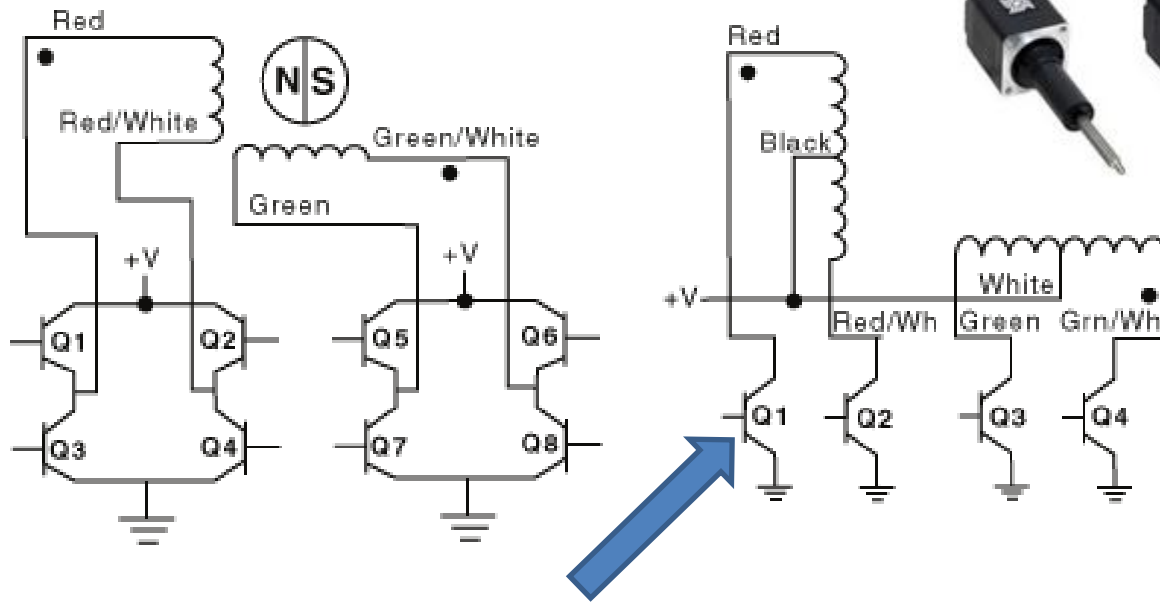 Red
N S
Red/White
Green/White
Green
+V
+V
Q1
Q2
Q5
Q6
Q3
Q4
Q7
Q8
Red
Black
White
+V
Red/Wh
Green
Grn/Wh
Q1
Q2
Q3
Q4